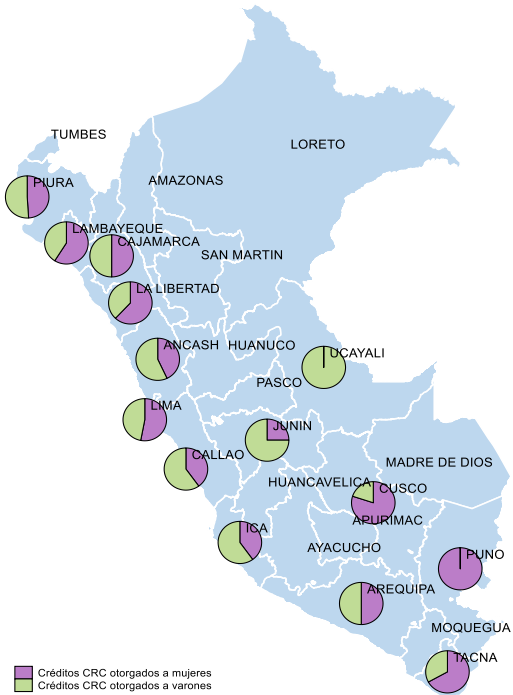 TUMBES
LORETO
PIURA
AMAZONAS
LAMBAYEQUE
CAJAMARCA
SAN MARTIN
LA LIBERTAD
ANCASH
HUANUCO
UCAYALI
PASCO
LIMA
JUNIN
CALLAO
MADRE DE DIOS
HUANCAVELICA
CUSCO
APURIMAC
ICA
AYACUCHO
PUNO
AREQUIPA
MOQUEGUA
TACNA
Créditos CRC otorgados a mujeres
Créditos CRC otorgados a varones